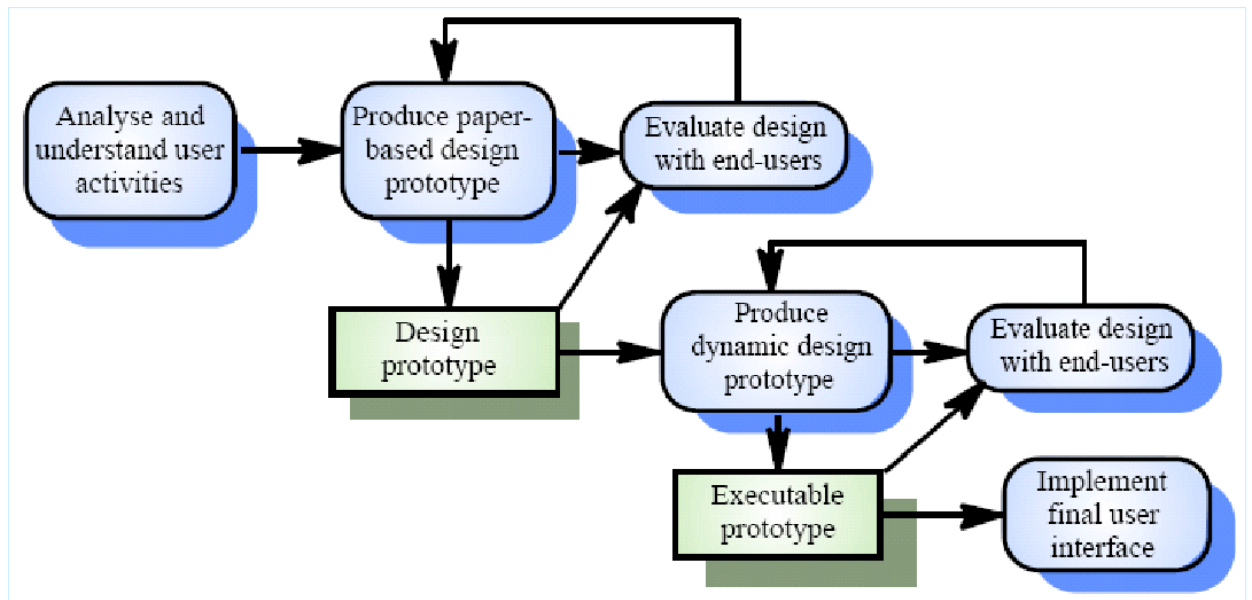 Analyse and
understand user
activities
Produce paper-
based design
prototype
Evaluate design
with end-users
Design
prototype
Produce
dynamic design
prototype
Evaluate design
with end-users
Executable
prototype
Implement
final user
interface